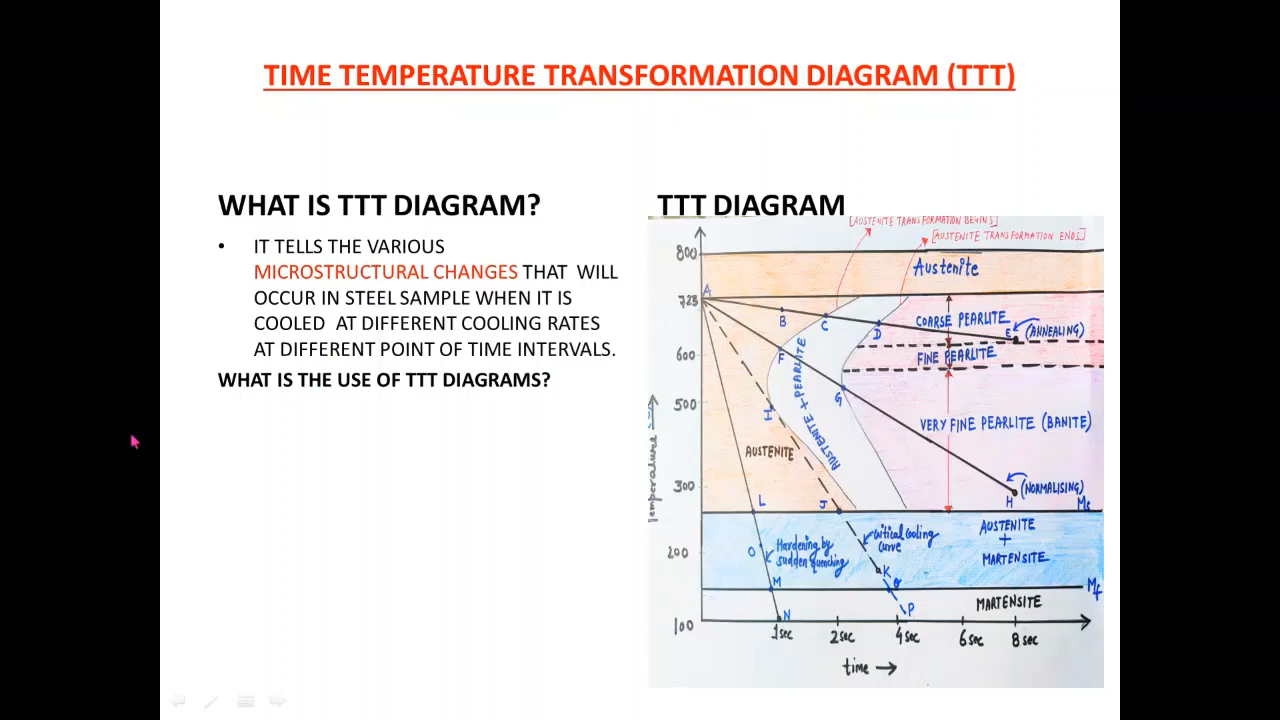 TIME TEMPERATURE TRANSFORMATION DIAGRAM (TTT)
WHAT IS TTT DIAGRAM?
• IT TELLS THE VARIOUS
MICROSTRUCTURAL CHANGES THAT WILL
OCCUR IN STEEL SAMPLE WHEN IT IS
COOLED AT DIFFERENT COOLING RATES
AT DIFFERENT POINT OF TIME INTERVALS.
WHAT IS THE USE OF TTT DIAGRAMS?
TTT DIAGRAM
[AUSTENITE TRANSFORMATION BEGINS]
[AUSTENITE TRANSFORMATION ENDS]
800
Austenite
A
723
B
C
D
COARSE PEARLITE
E
(ANNEALING)
600
F
FINE PEARLITE
AUSTENITE + PEARLITE
500
H
G
VERY FINE PEARLITE (BANITE)
AUSTENITE
Temperature
300
L
J
H
(NORMALISING)
Ms
AUSTENITE
+
MARTENSITE
200
O
Hardening by
sudden quenching
critical cooling
curve
K
M
Mf
MARTENSITE
N
P
100
1sec
2sec
4sec
6sec
8sec
time